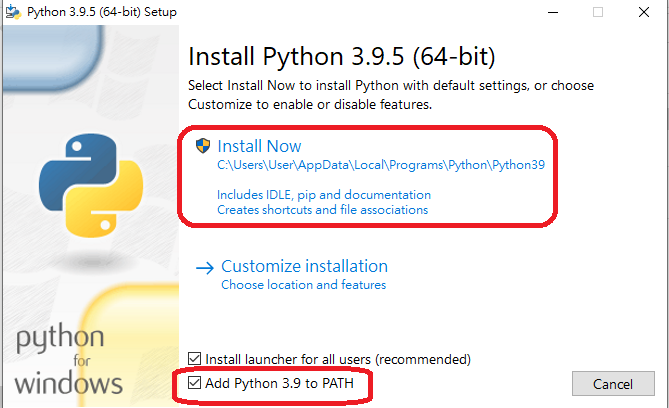 Python 3.9.5 (64-bit) Setup
Install Python 3.9.5 (64-bit)
Select Install Now to install Python with default settings, or choose
Customize to enable or disable features.
Install Now
C:\Users\User\AppData\Local\Programs\Python\Python39
Includes IDLE, pip and documentation
Creates shortcuts and file associations
Customize installation
Choose location and features
python
for
windows
Install launcher for all users (recommended)
Add Python 3.9 to PATH
Cancel